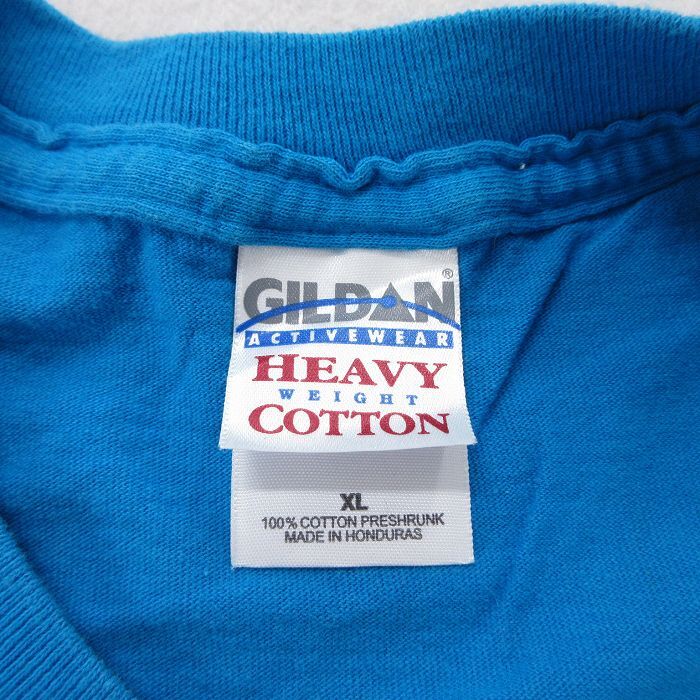 GILDAN®
ACTIVEWEAR
HEAVY
WEIGHT
COTTON
XL
100% COTTON PRESHRUNK
MADE IN HONDURAS